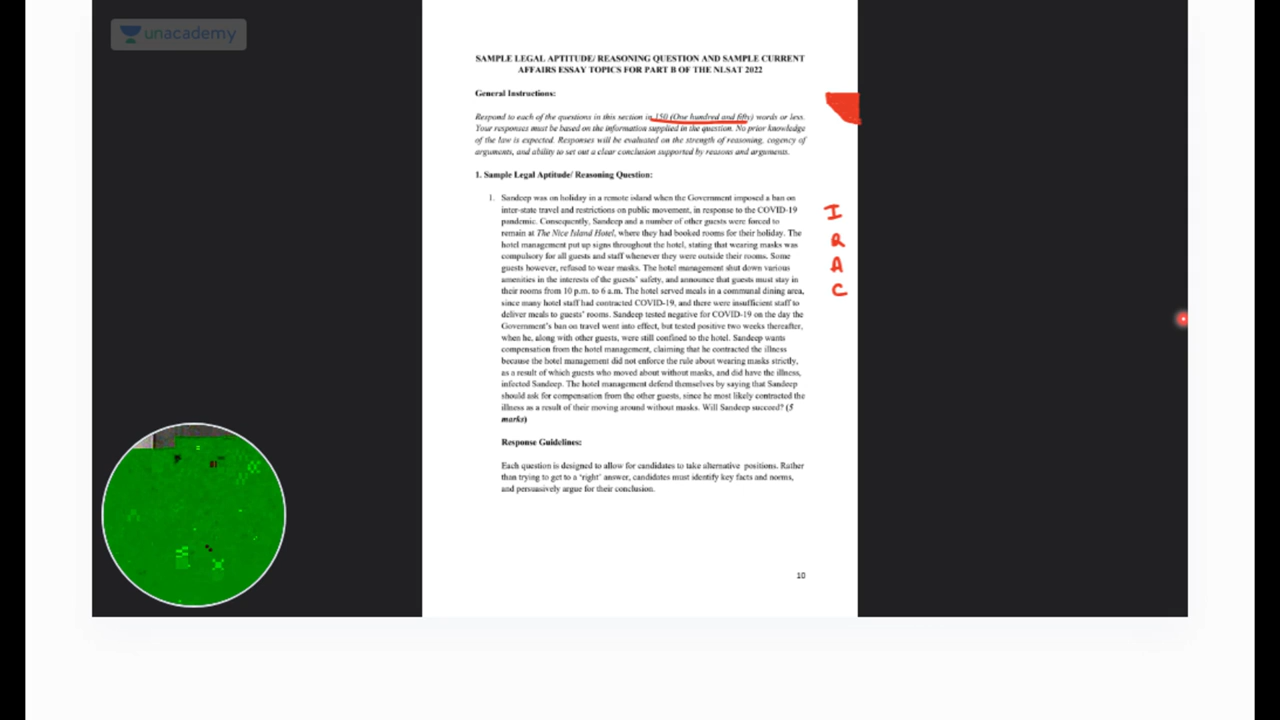 unacademy
SAMPLE LEGAL APTITUDE/ REASONING QUESTION AND SAMPLE CURRENT
AFFAIRS ESSAY TOPICS FOR PART B OF THE NLSAT 2022
General Instructions:
Respond to each of the questions in this section in 150 (One hundred and fifty) words or less.
Your responses must be based on the information supplied in the question. No prior knowledge
of the law is expected. Responses will be evaluated on the strength of reasoning, cogency of
arguments, and ability to set out a clear conclusion supported by reasons and arguments.
1. Sample Legal Aptitude/ Reasoning Question:
1. Sandeep was on holiday in a remote island when the Government imposed a ban on
inter-state travel and restrictions on public movement, in response to the COVID-19
pandemic. Consequently, Sandeep and a number of other guests were forced to
remain at The Nice Island Hotel, where they had booked rooms for their holiday. The
hotel management put up signs throughout the hotel, stating that wearing masks was
compulsory for all guests and staff whenever they were outside their rooms. Some
guests however, refused to wear masks. The hotel management shut down various
amenities in the interests of the guests' safety, and announce that guests must stay in
their rooms from 10 p.m. to 6 a.m. The hotel served meals in a communal dining area,
since many hotel staff had contracted COVID-19, and there were insufficient staff to
deliver meals to guests' rooms. Sandeep tested negative for COVID-19 on the day the
Government's ban on travel went into effect, but tested positive two weeks thereafter,
when he, along with other guests, were still confined to the hotel. Sandeep wants
compensation from the hotel management, claiming that he contracted the illness
because the hotel management did not enforce the rule about wearing masks strictly,
as a result of which guests who moved about without masks, and did have the illness,
infected Sandeep. The hotel management defend themselves by saying that Sandeep
should ask for compensation from the other guests, since he most likely contracted the
illness as a result of their moving around without masks. Will Sandeep succeed? (5
marks)
Response Guidelines:
Each question is designed to allow for candidates to take alternative positions. Rather
than trying to get to a 'right' answer, candidates must identify key facts and norms,
and persuasively argue for their conclusion.
10
I
R
A
C